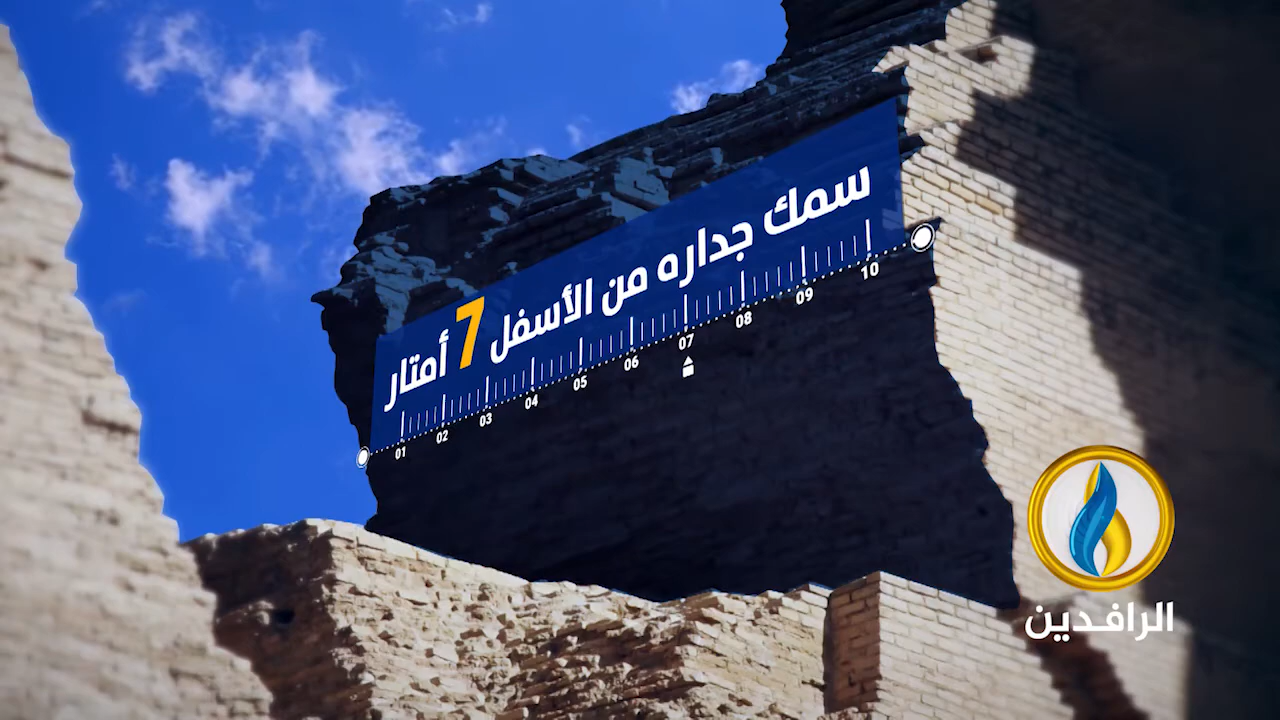 سمك جداره من الأسفل 7 أمتار
01 02 03 04 05 06 07 08 09 10
الرافدين